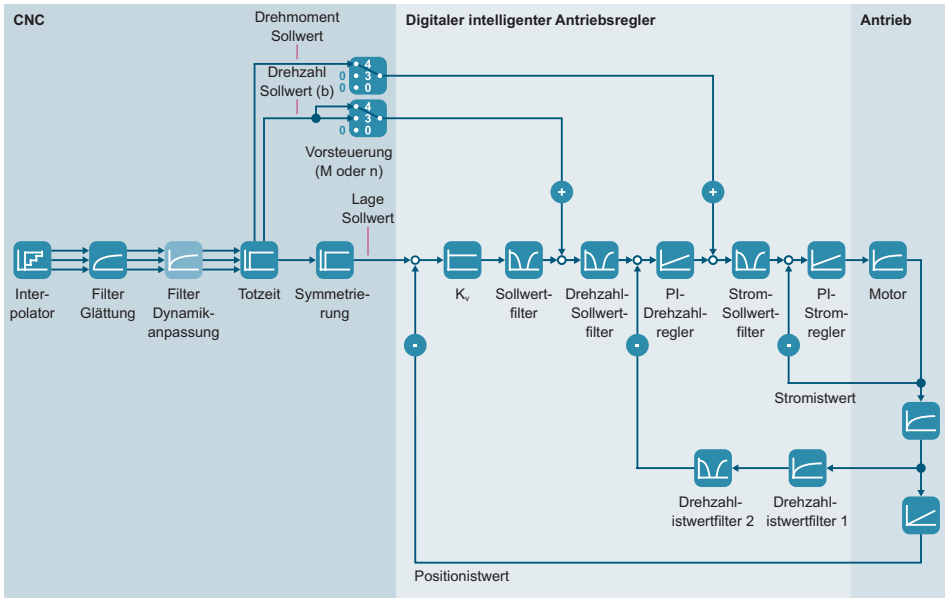 CNC
Digitaler intelligenter Antriebsregler
Antrieb
Drehmoment
Sollwert
4
0 3
0 0
Drehzahl
Sollwert (b)
4
3
0 0
Vorsteuerung
(M oder n)
+
+
Lage
Sollwert
Inter-
polator
Filter
Glättung
Filter
Dynamik-
anpassung
Totzeit
Symmetrie-
rung
Kv
Sollwert-
filter
Drehzahl-
Sollwert-
filter
PI-
Drehzahl-
regler
Strom-
Sollwert-
filter
PI-
Strom-
regler
Motor
-
-
-
Stromistwert
Drehzahl-
istwertfilter 2
Drehzahl-
istwertfilter 1
Positionistwert